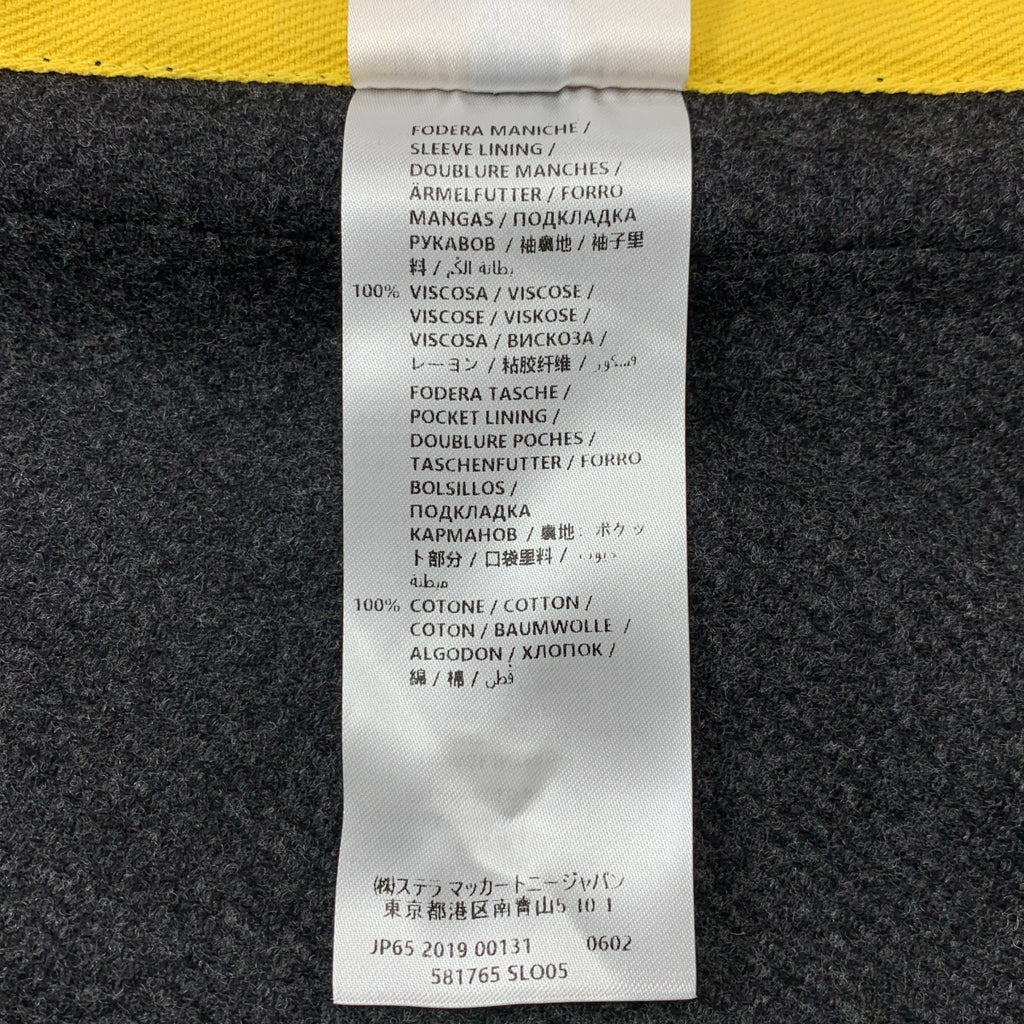 FODERA MANICHE /
SLEEVE LINING /
DOUBLURE MANCHES /
ÄRMELFUTTER / FORRO
MANGAS / ПОДКЛАДКА
РУКАВОВ / 袖裏地 / 袖子里
料 / بطانة الكم
100% VISCOSA / VISCOSE /
VISCOSE / VISKOSE /
VISCOSA / ВИСКОЗА /
レーヨン / 粘胶纤维 /
FODERA TASCHE /
POCKET LINING /
DOUBLURE POCHES /
TASCHENFUTTER / FORRO
BOLSILLOS /
ПОДКЛАДКА
КАРМАНОВ / 裏地: ポケッ
ト部分 / 口袋里料 /
مبطنة
100% COTONE / COTTON /
COTON / BAUMWOLLE /
ALGODON / ХЛОПОК /
綿 / 棉 / قطن
(株)ステラ マッカートニージャパン
東京都港区南青山5 10 1
JP65 2019 00131 0602
581765 SLO05